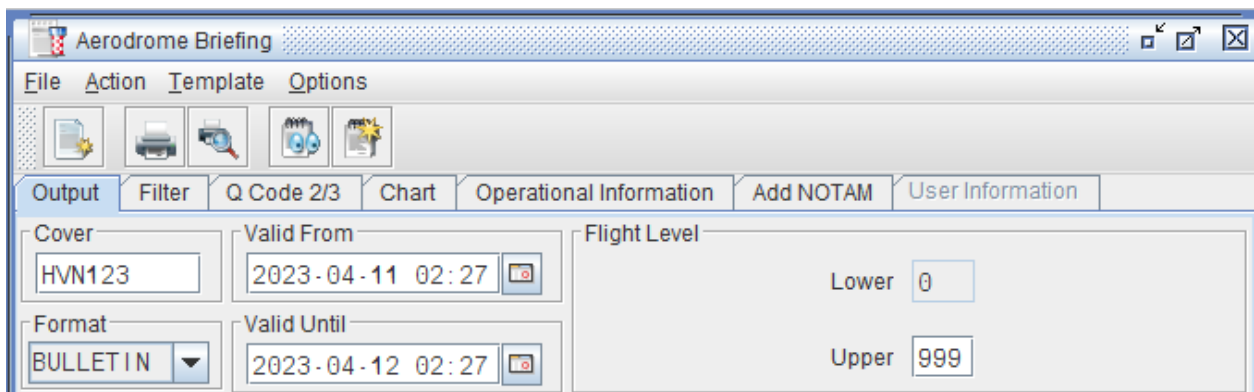 Aerodrome Briefing
File Action Template Options
Output Filter Q Code 2/3 Chart Operational Information Add NOTAM User Information
Cover Valid From Flight Level
HVN123 2023-04-11 02:27 Lower 0
Format Valid Until
BULLETIN 2023-04-12 02:27 Upper 999